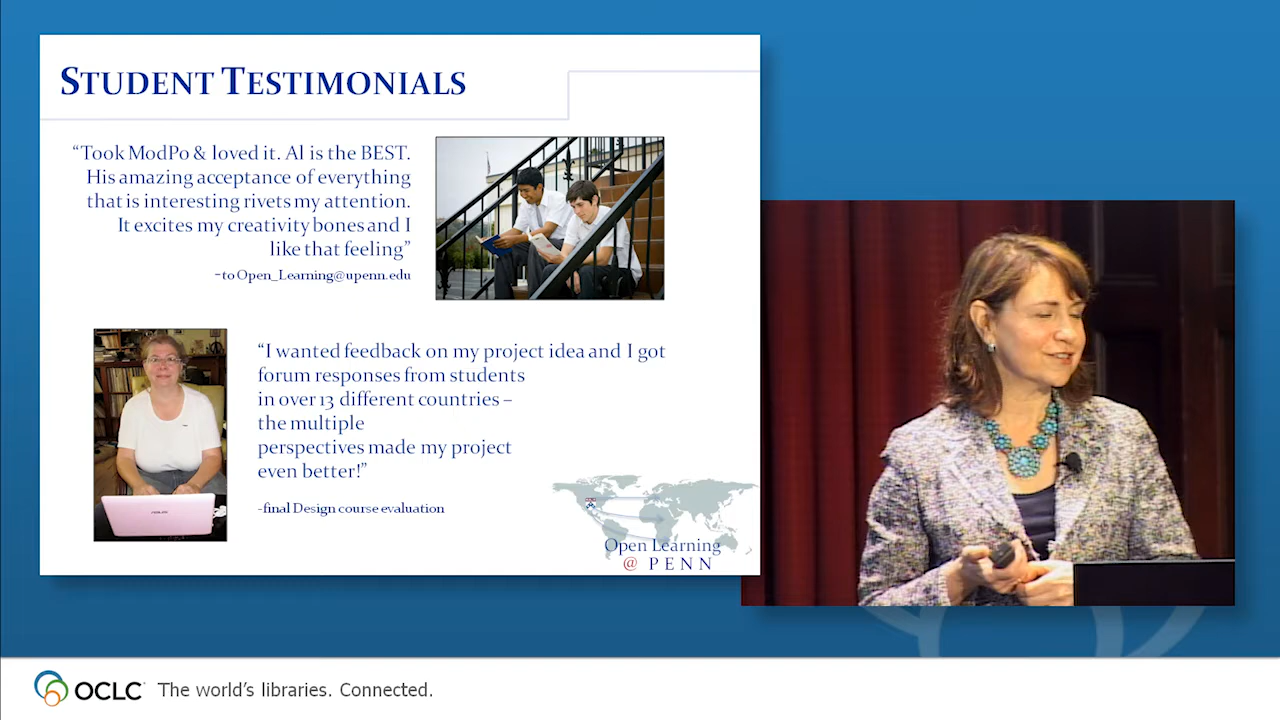 STUDENT TESTIMONIALS
“Took ModPo & loved it. Al is the BEST.
His amazing acceptance of everything
that is interesting rivets my attention.
It excites my creativity bones and I
like that feeling”
~to Open_Learning@upenn.edu
“I wanted feedback on my project idea and I got
forum responses from students
in over 13 different countries –
the multiple
perspectives made my project
even better!”
-final Design course evaluation
Open Learning
@ PENN
OCLC The world’s libraries. Connected.